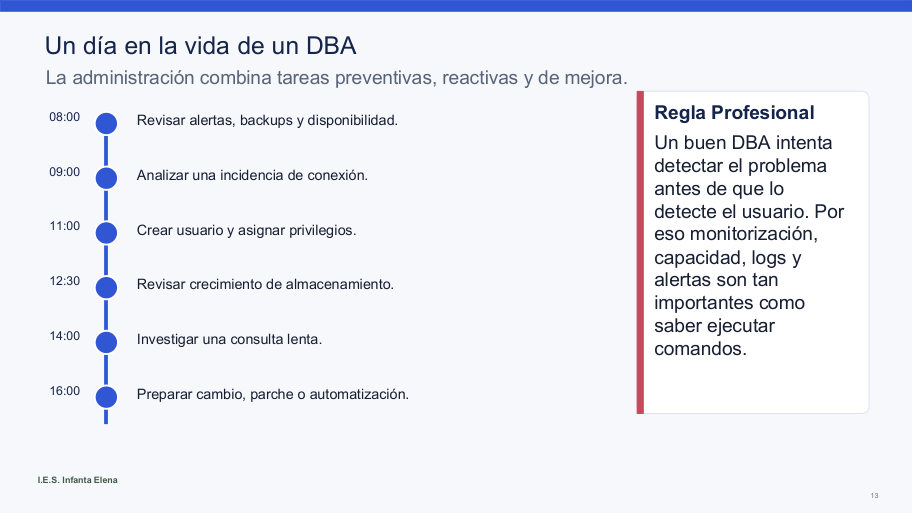 Un día en la vida de un DBA
La administración combina tareas preventivas, reactivas y de mejora.
08:00 Revisar alertas, backups y disponibilidad.
09:00 Analizar una incidencia de conexión.
11:00 Crear usuario y asignar privilegios.
12:30 Revisar crecimiento de almacenamiento.
14:00 Investigar una consulta lenta.
16:00 Preparar cambio, parche o automatización.
Regla Profesional
Un buen DBA intenta
detectar el problema
antes de que lo
detecte el usuario. Por
eso monitorización,
capacidad, logs y
alertas son tan
importantes como
saber ejecutar
comandos.
I.E.S. Infanta Elena
13